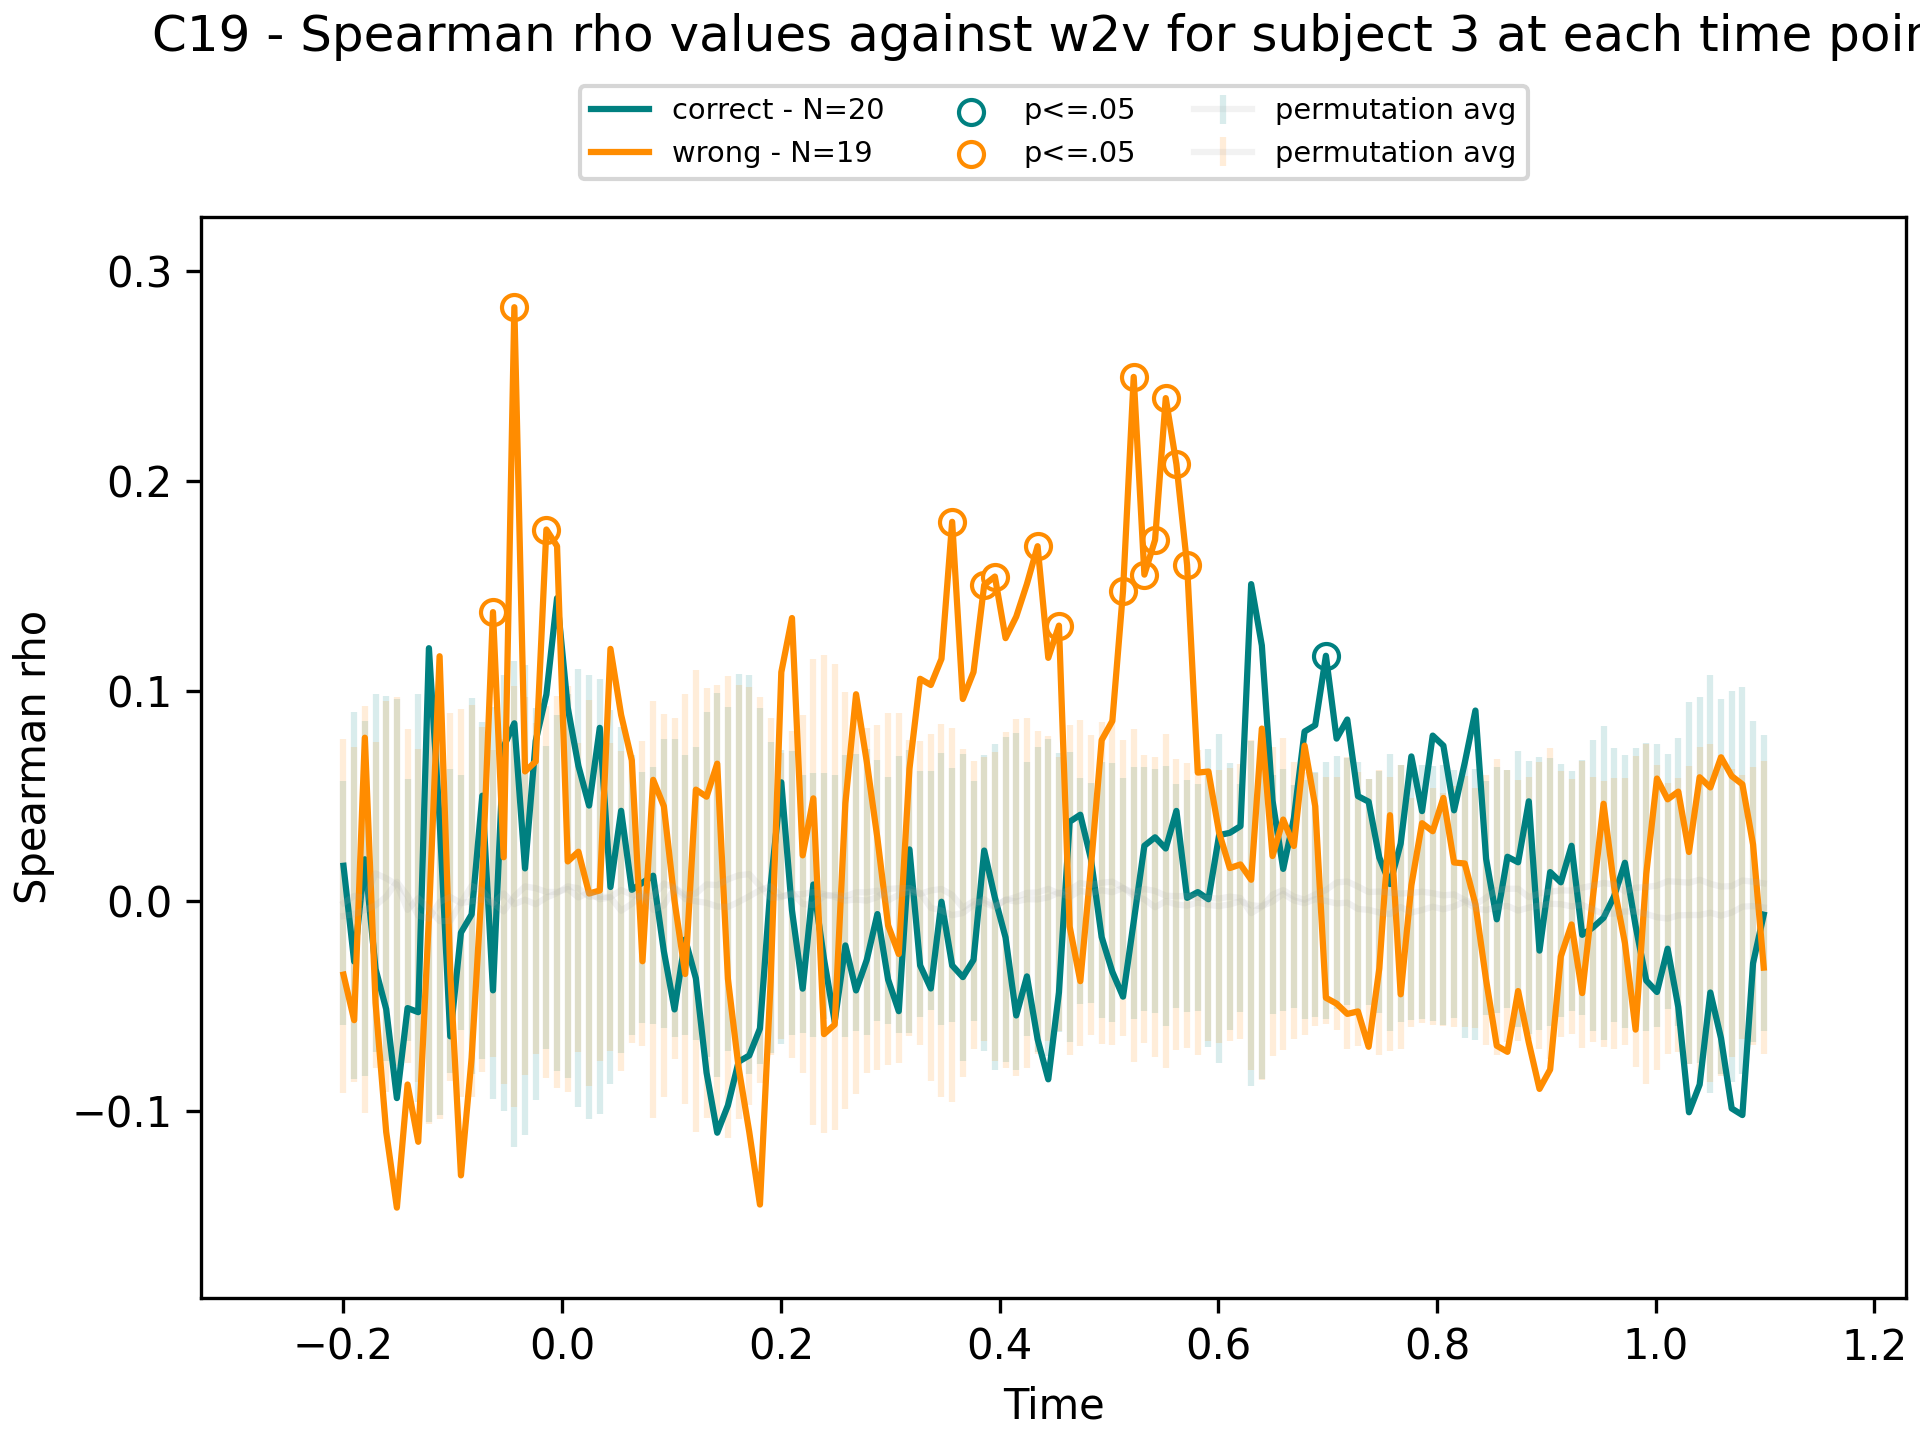 C19 - Spearman rho values against w2v for subject 3 at each time poin
correct - N=20 p<=.05 permutation avg
wrong - N=19 p<=.05 permutation avg
0.3
0.2
0.1
0.0
−0.1
Spearman rho
−0.2 0.0 0.2 0.4 0.6 0.8 1.0 1.2
Time